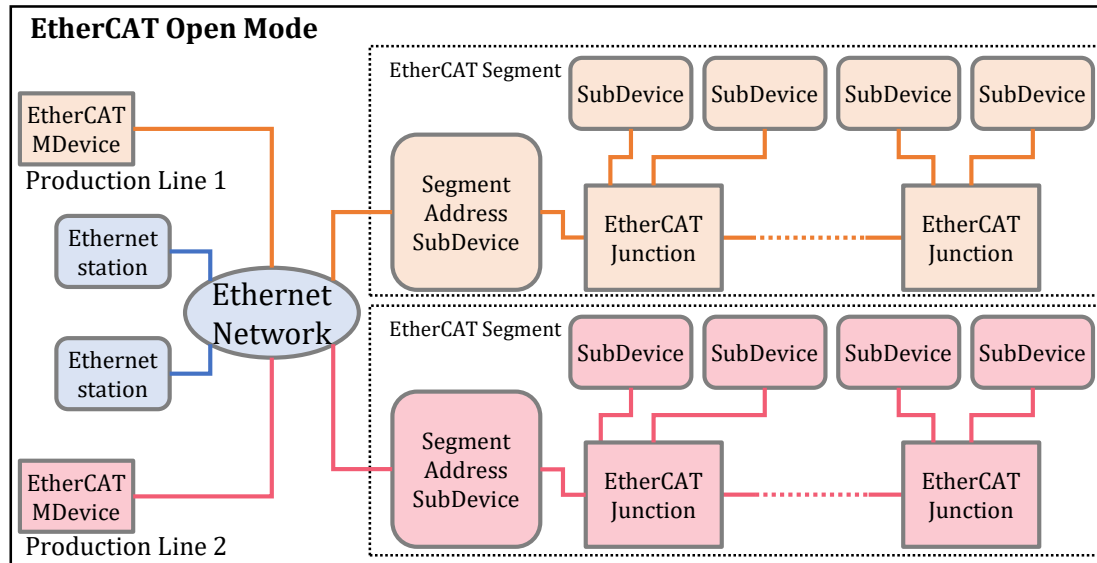 EtherCAT Open Mode
EtherCAT
MDevice
Production Line 1
Ethernet
station
Ethernet
Network
Ethernet
station
EtherCAT
MDevice
Production Line 2
EtherCAT Segment
SubDevice
SubDevice
SubDevice
SubDevice
Segment
Address
SubDevice
EtherCAT
Junction
EtherCAT
Junction
EtherCAT Segment
SubDevice
SubDevice
SubDevice
SubDevice
Segment
Address
SubDevice
EtherCAT
Junction
EtherCAT
Junction